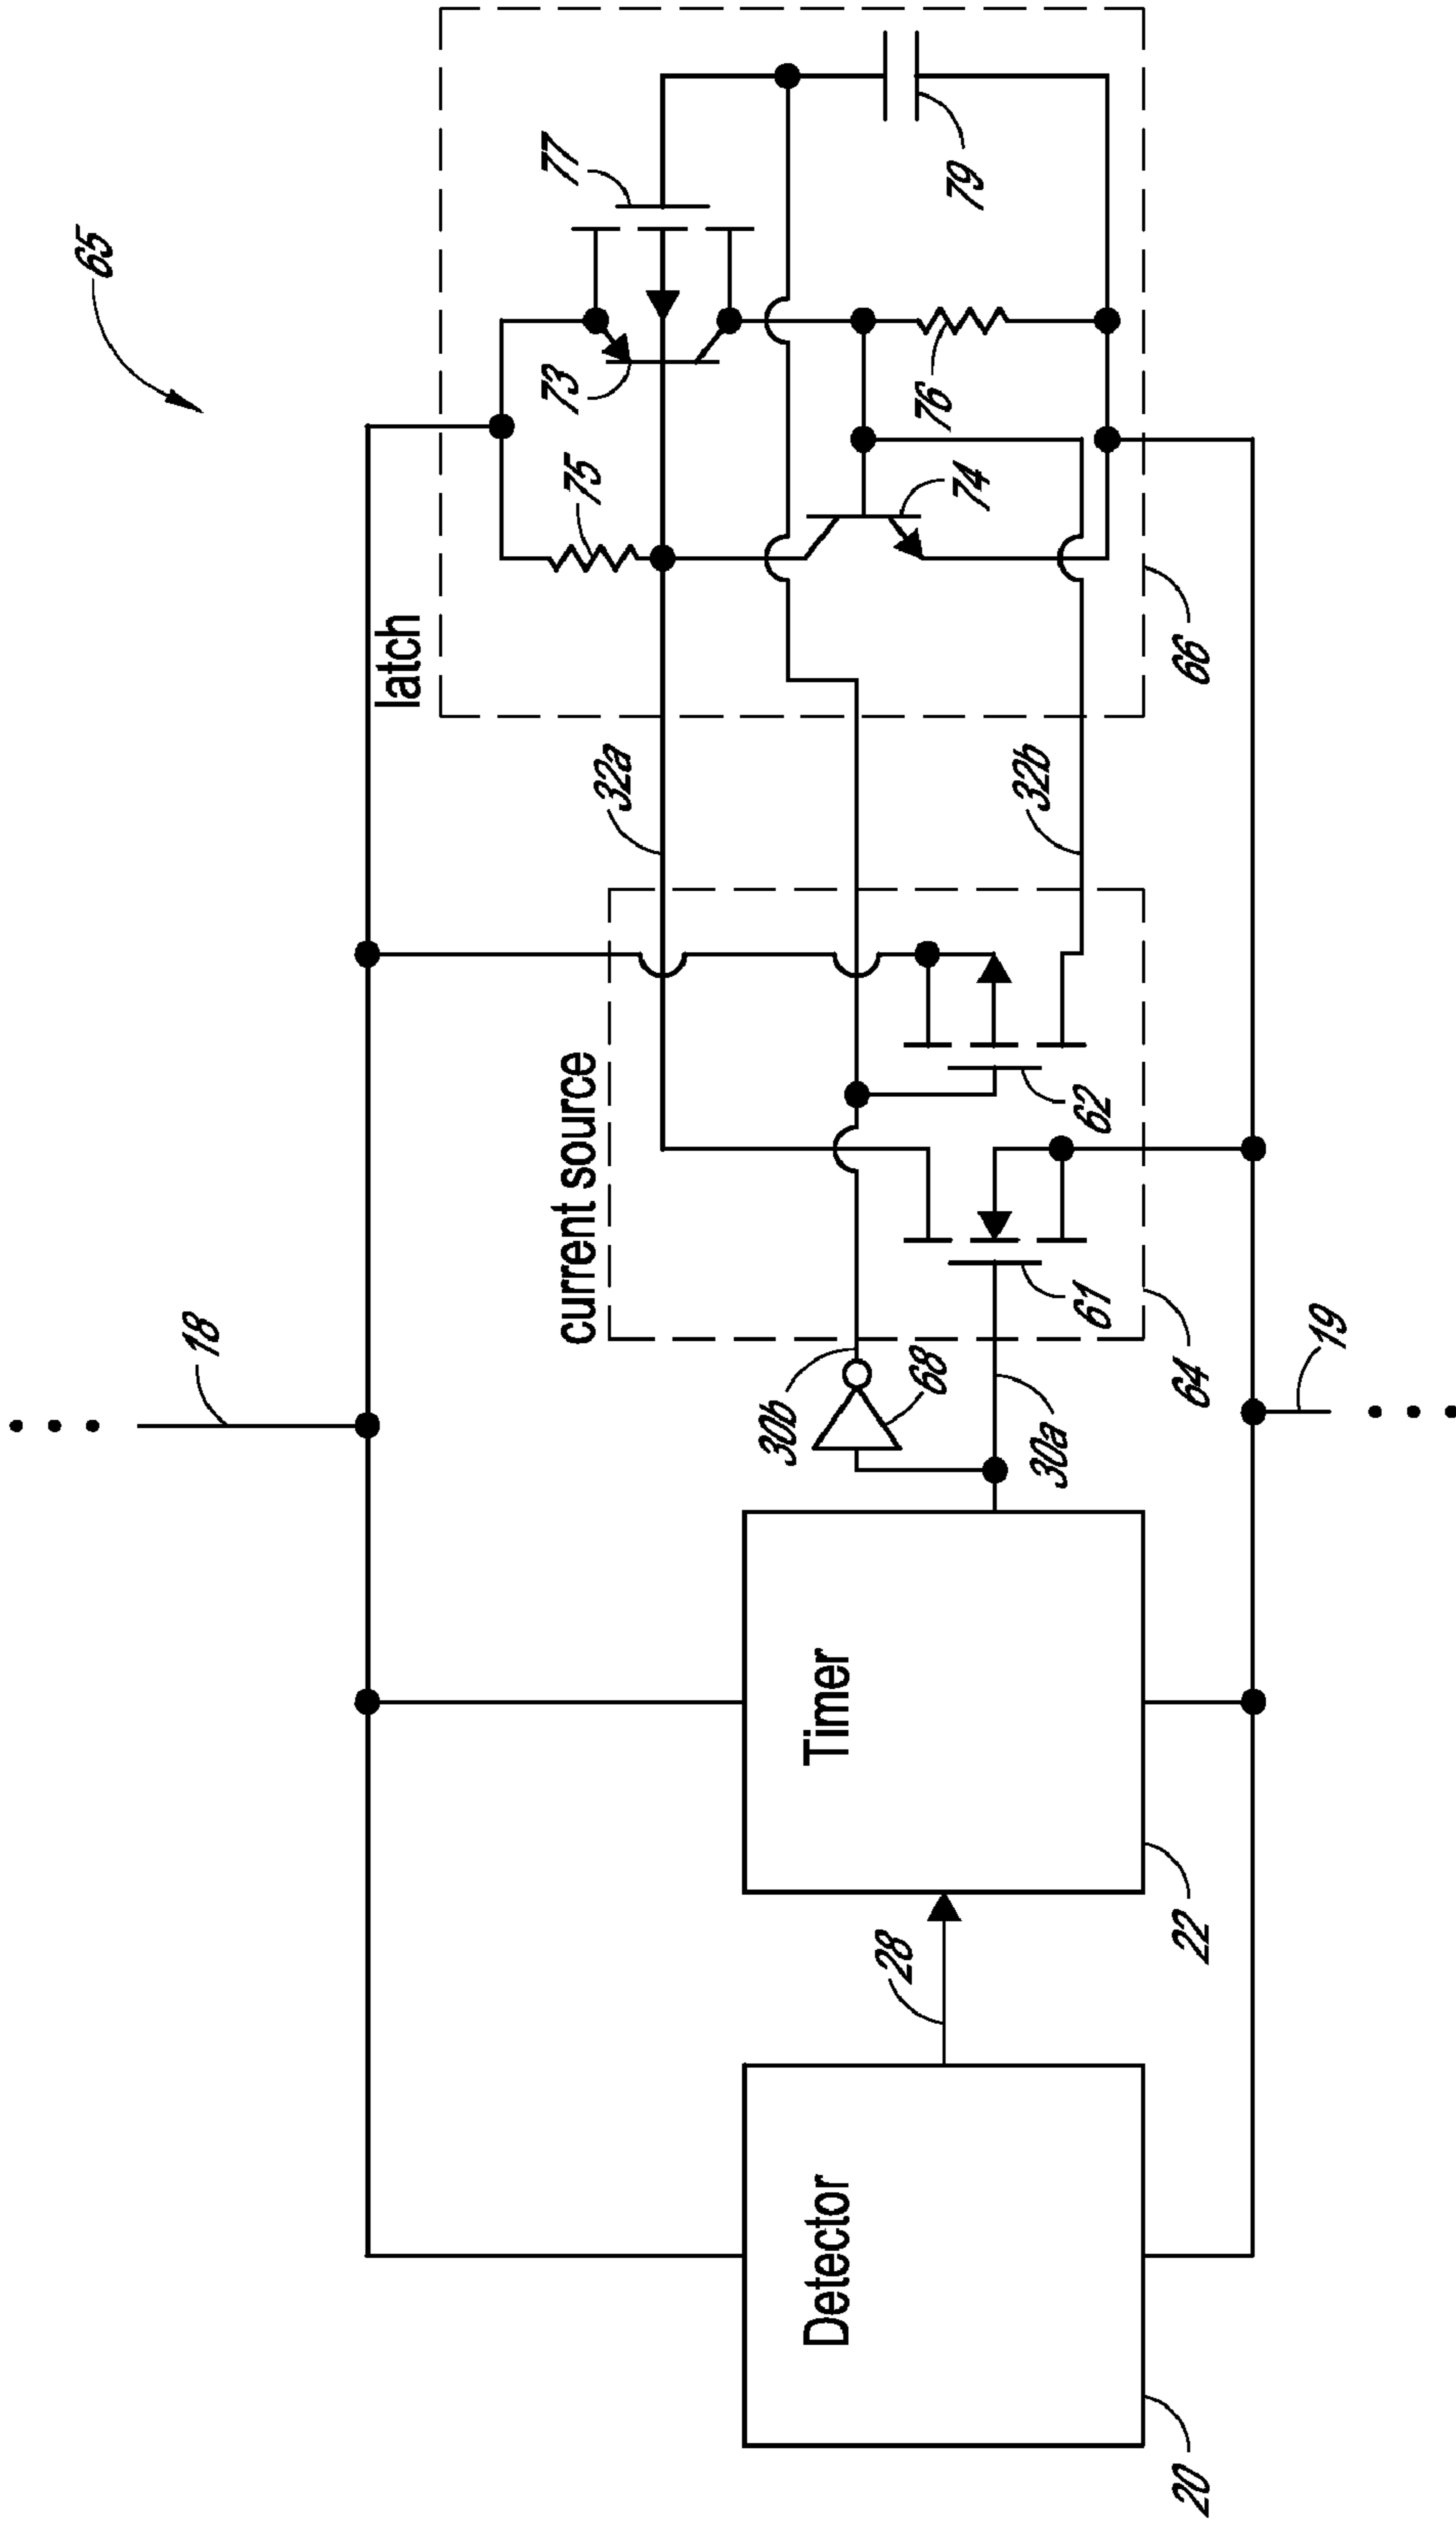 65
18
latch
77
73
75
79
76
74
66
32a
32b
current source
62
61
64
30b
68
30a
19
Timer
28
22
Detector
20